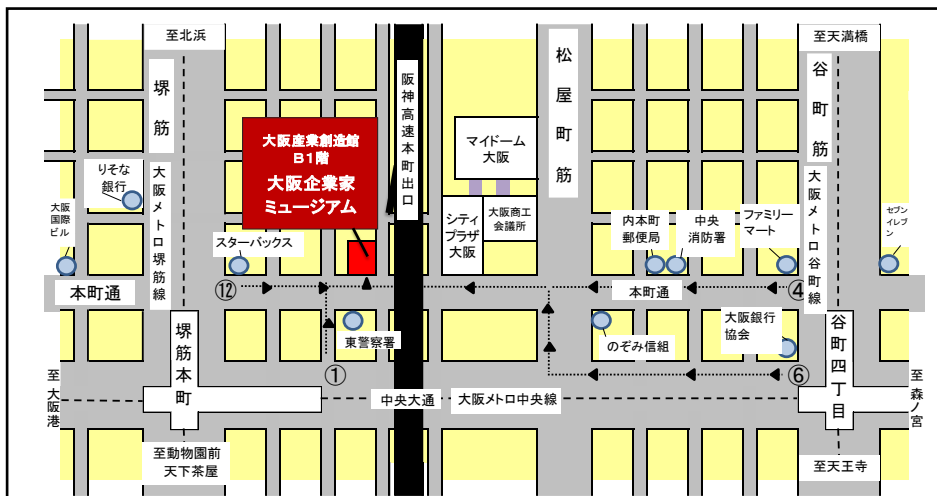 至北浜
至天満橋
堺筋
阪神高速本町出口
松屋町筋
谷町筋
大阪産業創造館
B1階
大阪企業家
ミュージアム
マイドーム
大阪
りそな
銀行
大阪メトロ堺筋線
大阪メトロ谷町線
大阪
国際
ビル
スターバックス
シティ
プラザ
大阪
大阪商工
会議所
内本町
郵便局
中央
消防署
ファミリー
マート
セブン
イレブ
ン
本町通
⑫
本町通
④
堺筋本町
東警察署
のぞみ信組
大阪銀行
協会
谷町四丁目
①
⑥
至大阪港
中央大通
大阪メトロ中央線
至森ノ宮
至動物園前
天下茶屋
至天王寺